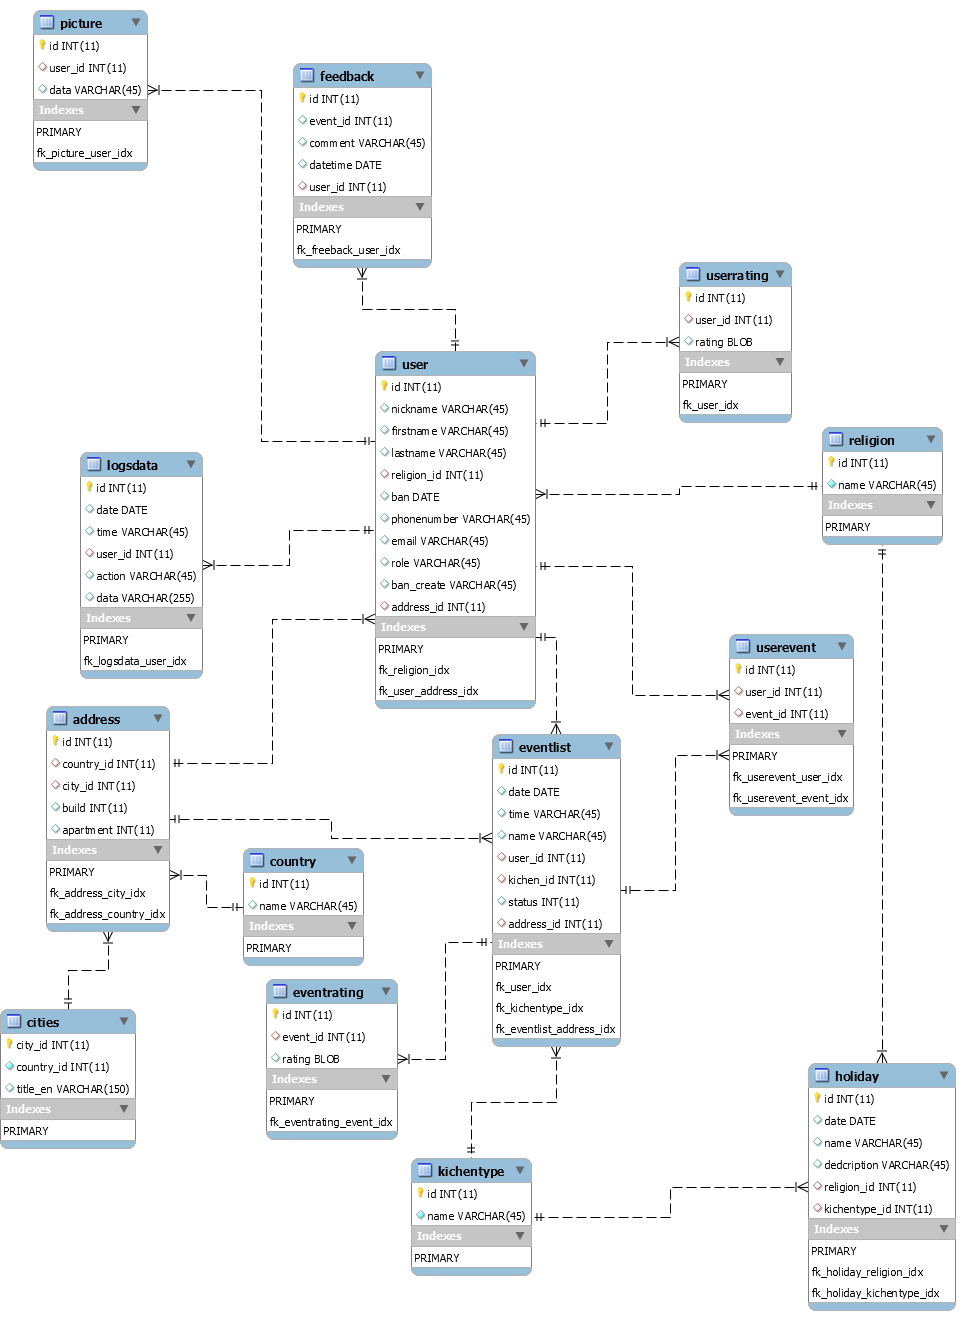 picture
id INT(11)
user_id INT(11)
data VARCHAR(45)
Indexes
PRIMARY
fk_picture_user_idx
feedback
id INT(11)
event_id INT(11)
comment VARCHAR(45)
datetime DATE
user_id INT(11)
Indexes
PRIMARY
fk_freeback_user_idx
userrating
id INT(11)
user_id INT(11)
rating BLOB
Indexes
PRIMARY
fk_user_idx
user
id INT(11)
nickname VARCHAR(45)
firstname VARCHAR(45)
lastname VARCHAR(45)
religion_id INT(11)
ban DATE
phonenumber VARCHAR(45)
email VARCHAR(45)
role VARCHAR(45)
ban_create VARCHAR(45)
address_id INT(11)
Indexes
PRIMARY
fk_religion_idx
fk_user_address_idx
religion
id INT(11)
name VARCHAR(45)
Indexes
PRIMARY
logsdata
id INT(11)
date DATE
time VARCHAR(45)
user_id INT(11)
action VARCHAR(45)
data VARCHAR(255)
Indexes
PRIMARY
fk_logsdata_user_idx
userevent
id INT(11)
user_id INT(11)
event_id INT(11)
Indexes
PRIMARY
fk_userevent_user_idx
fk_userevent_event_idx
address
id INT(11)
country_id INT(11)
city_id INT(11)
build INT(11)
apartment INT(11)
Indexes
PRIMARY
fk_address_city_idx
fk_address_country_idx
eventlist
id INT(11)
date DATE
time VARCHAR(45)
name VARCHAR(45)
user_id INT(11)
kichen_id INT(11)
status INT(11)
address_id INT(11)
Indexes
PRIMARY
fk_user_idx
fk_kichentype_idx
fk_eventlist_address_idx
country
id INT(11)
name VARCHAR(45)
Indexes
PRIMARY
eventrating
id INT(11)
event_id INT(11)
rating BLOB
Indexes
PRIMARY
fk_eventrating_event_idx
cities
city_id INT(11)
country_id INT(11)
title_en VARCHAR(150)
Indexes
PRIMARY
holiday
id INT(11)
date DATE
name VARCHAR(45)
dedcription VARCHAR(45)
religion_id INT(11)
kichentype_id INT(11)
Indexes
PRIMARY
fk_holiday_religion_idx
fk_holiday_kichentype_idx
kichentype
id INT(11)
name VARCHAR(45)
Indexes
PRIMARY